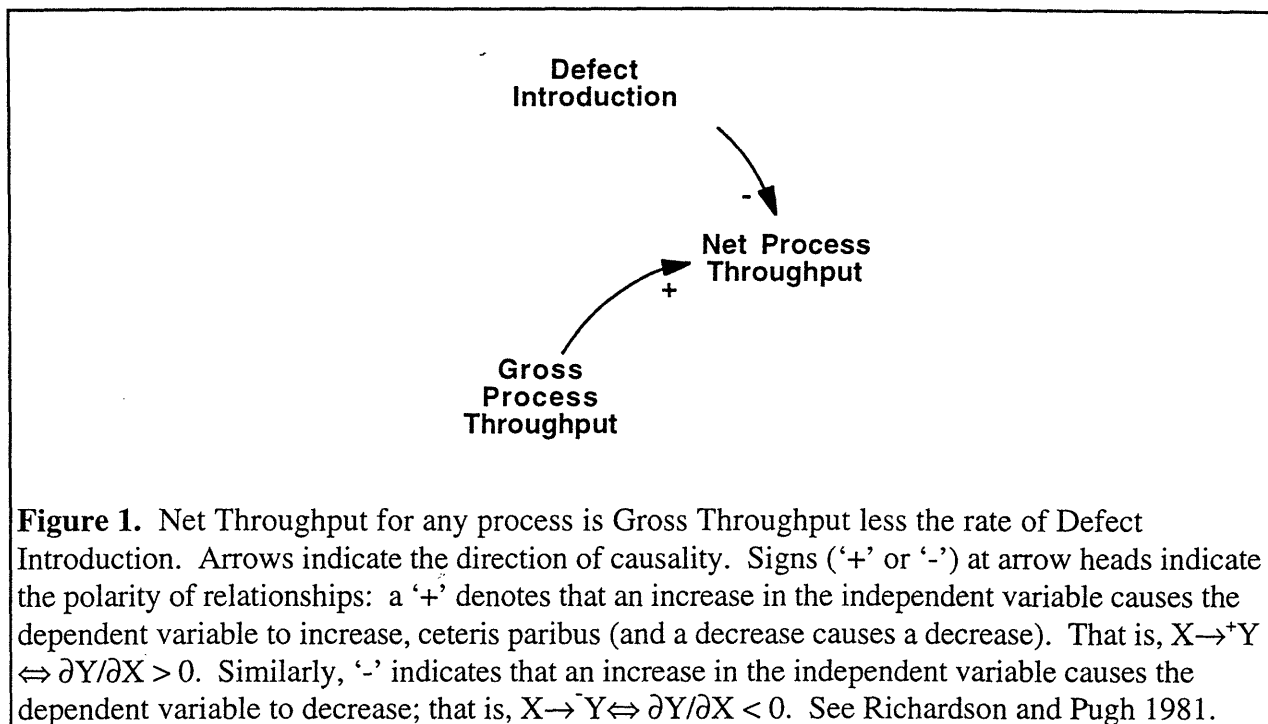 Defect
Introduction
-
Net Process
Throughput
+
Gross
Process
Throughput
Figure 1. Net Throughput for any process is Gross Throughput less the rate of Defect
Introduction. Arrows indicate the direction of causality. Signs (‘+’ or ‘-’) at arrow heads indicate
the polarity of relationships: a ‘+’ denotes that an increase in the independent variable causes the
dependent variable to increase, ceteris paribus (and a decrease causes a decrease). That is, X→⁺Y
⇔ ∂Y/∂X > 0. Similarly, ‘-’ indicates that an increase in the independent variable causes the
dependent variable to decrease; that is, X→⁻Y⇔ ∂Y/∂X < 0. See Richardson and Pugh 1981.